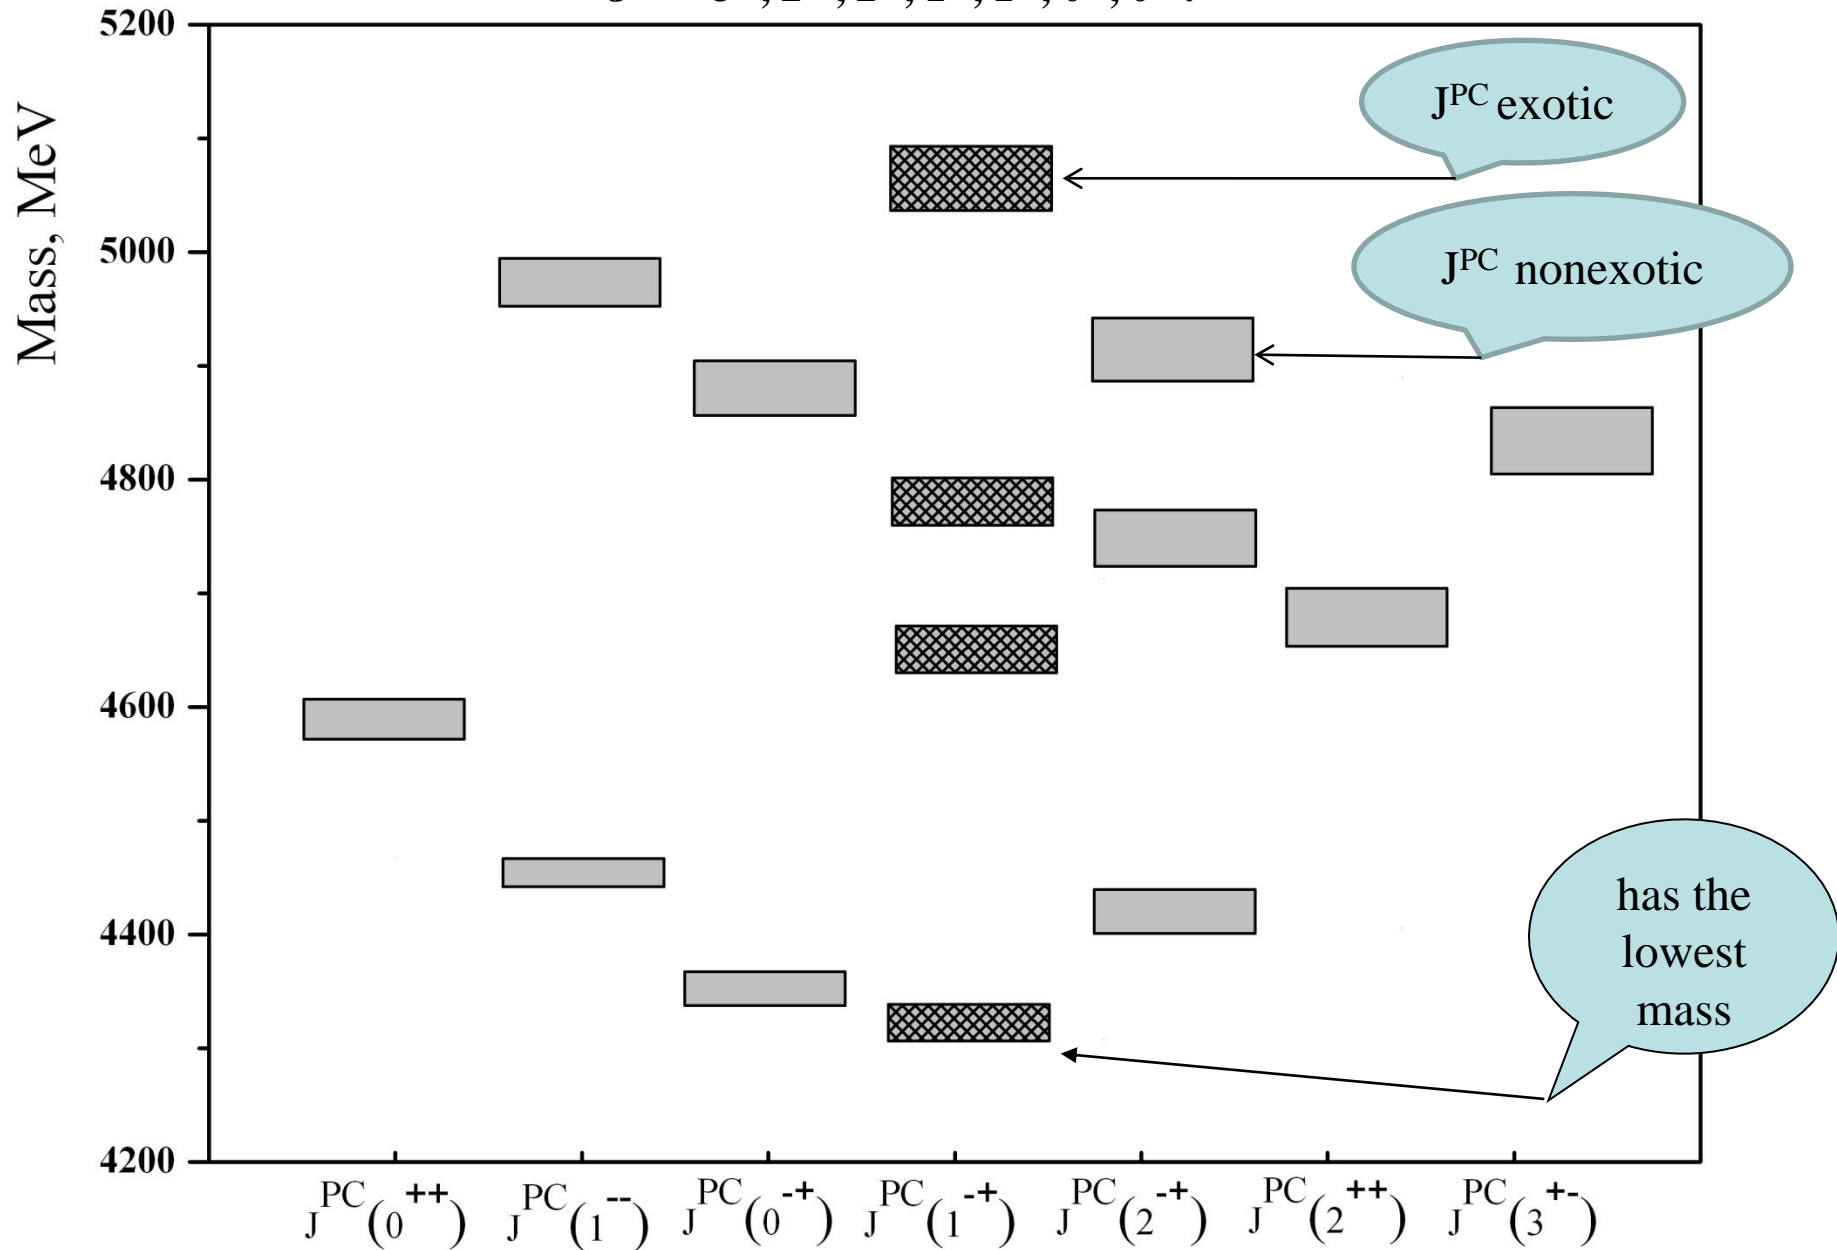 5200
5000
4800
4600
4400
4200
Mass, MeV
J^PC exotic
J^PC nonexotic
has the
lowest
mass
J^PC(0^++)
J^PC(1^--)
J^PC(0^-+)
J^PC(1^-+)
J^PC(2^-+)
J^PC(2^++)
J^PC(3^+-)